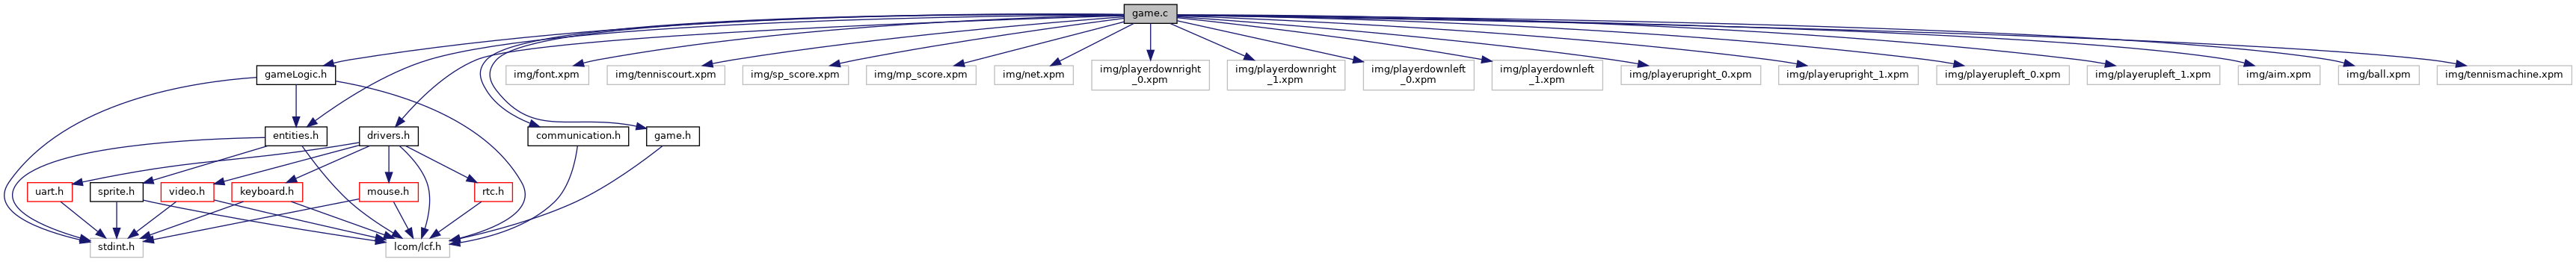 game.c
gameLogic.h
img/font.xpm
img/tenniscourt.xpm
img/sp_score.xpm
img/mp_score.xpm
img/net.xpm
img/playerdownright
_0.xpm
img/playerdownright
_1.xpm
img/playerdownleft
_0.xpm
img/playerdownleft
_1.xpm
img/playerupright_0.xpm
img/playerupright_1.xpm
img/playerupleft_0.xpm
img/playerupleft_1.xpm
img/aim.xpm
img/ball.xpm
img/tennismachine.xpm
entities.h
drivers.h
communication.h
game.h
uart.h
sprite.h
video.h
keyboard.h
mouse.h
rtc.h
stdint.h
lcom/lcf.h